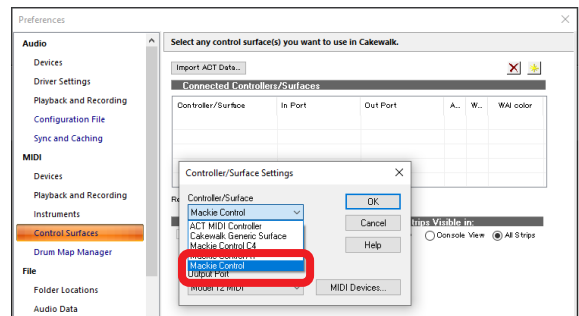 Preferences
Audio
Devices
Driver Settings
Playback and Recording
Configuration File
Sync and Caching
MIDI
Devices
Playback and Recording
Instruments
Control Surfaces
Drum Map Manager
File
Folder Locations
Audio Data
Select any control surface(s) you want to use in Cakewalk.
Import ACT Data...
Connected Controllers/Surfaces
Controller/Surface In Port Out Port A... W... WAI color
Controller/Surface Settings
Controller/Surface
Mackie Control
ACT MIDI Controller
Cakewalk Generic Surface
Mackie Control C4
Mackie Control
Output Port
Model 12 MIDI
OK
Cancel
Help
MIDI Devices...
trips Visible in:
Console View All Strips